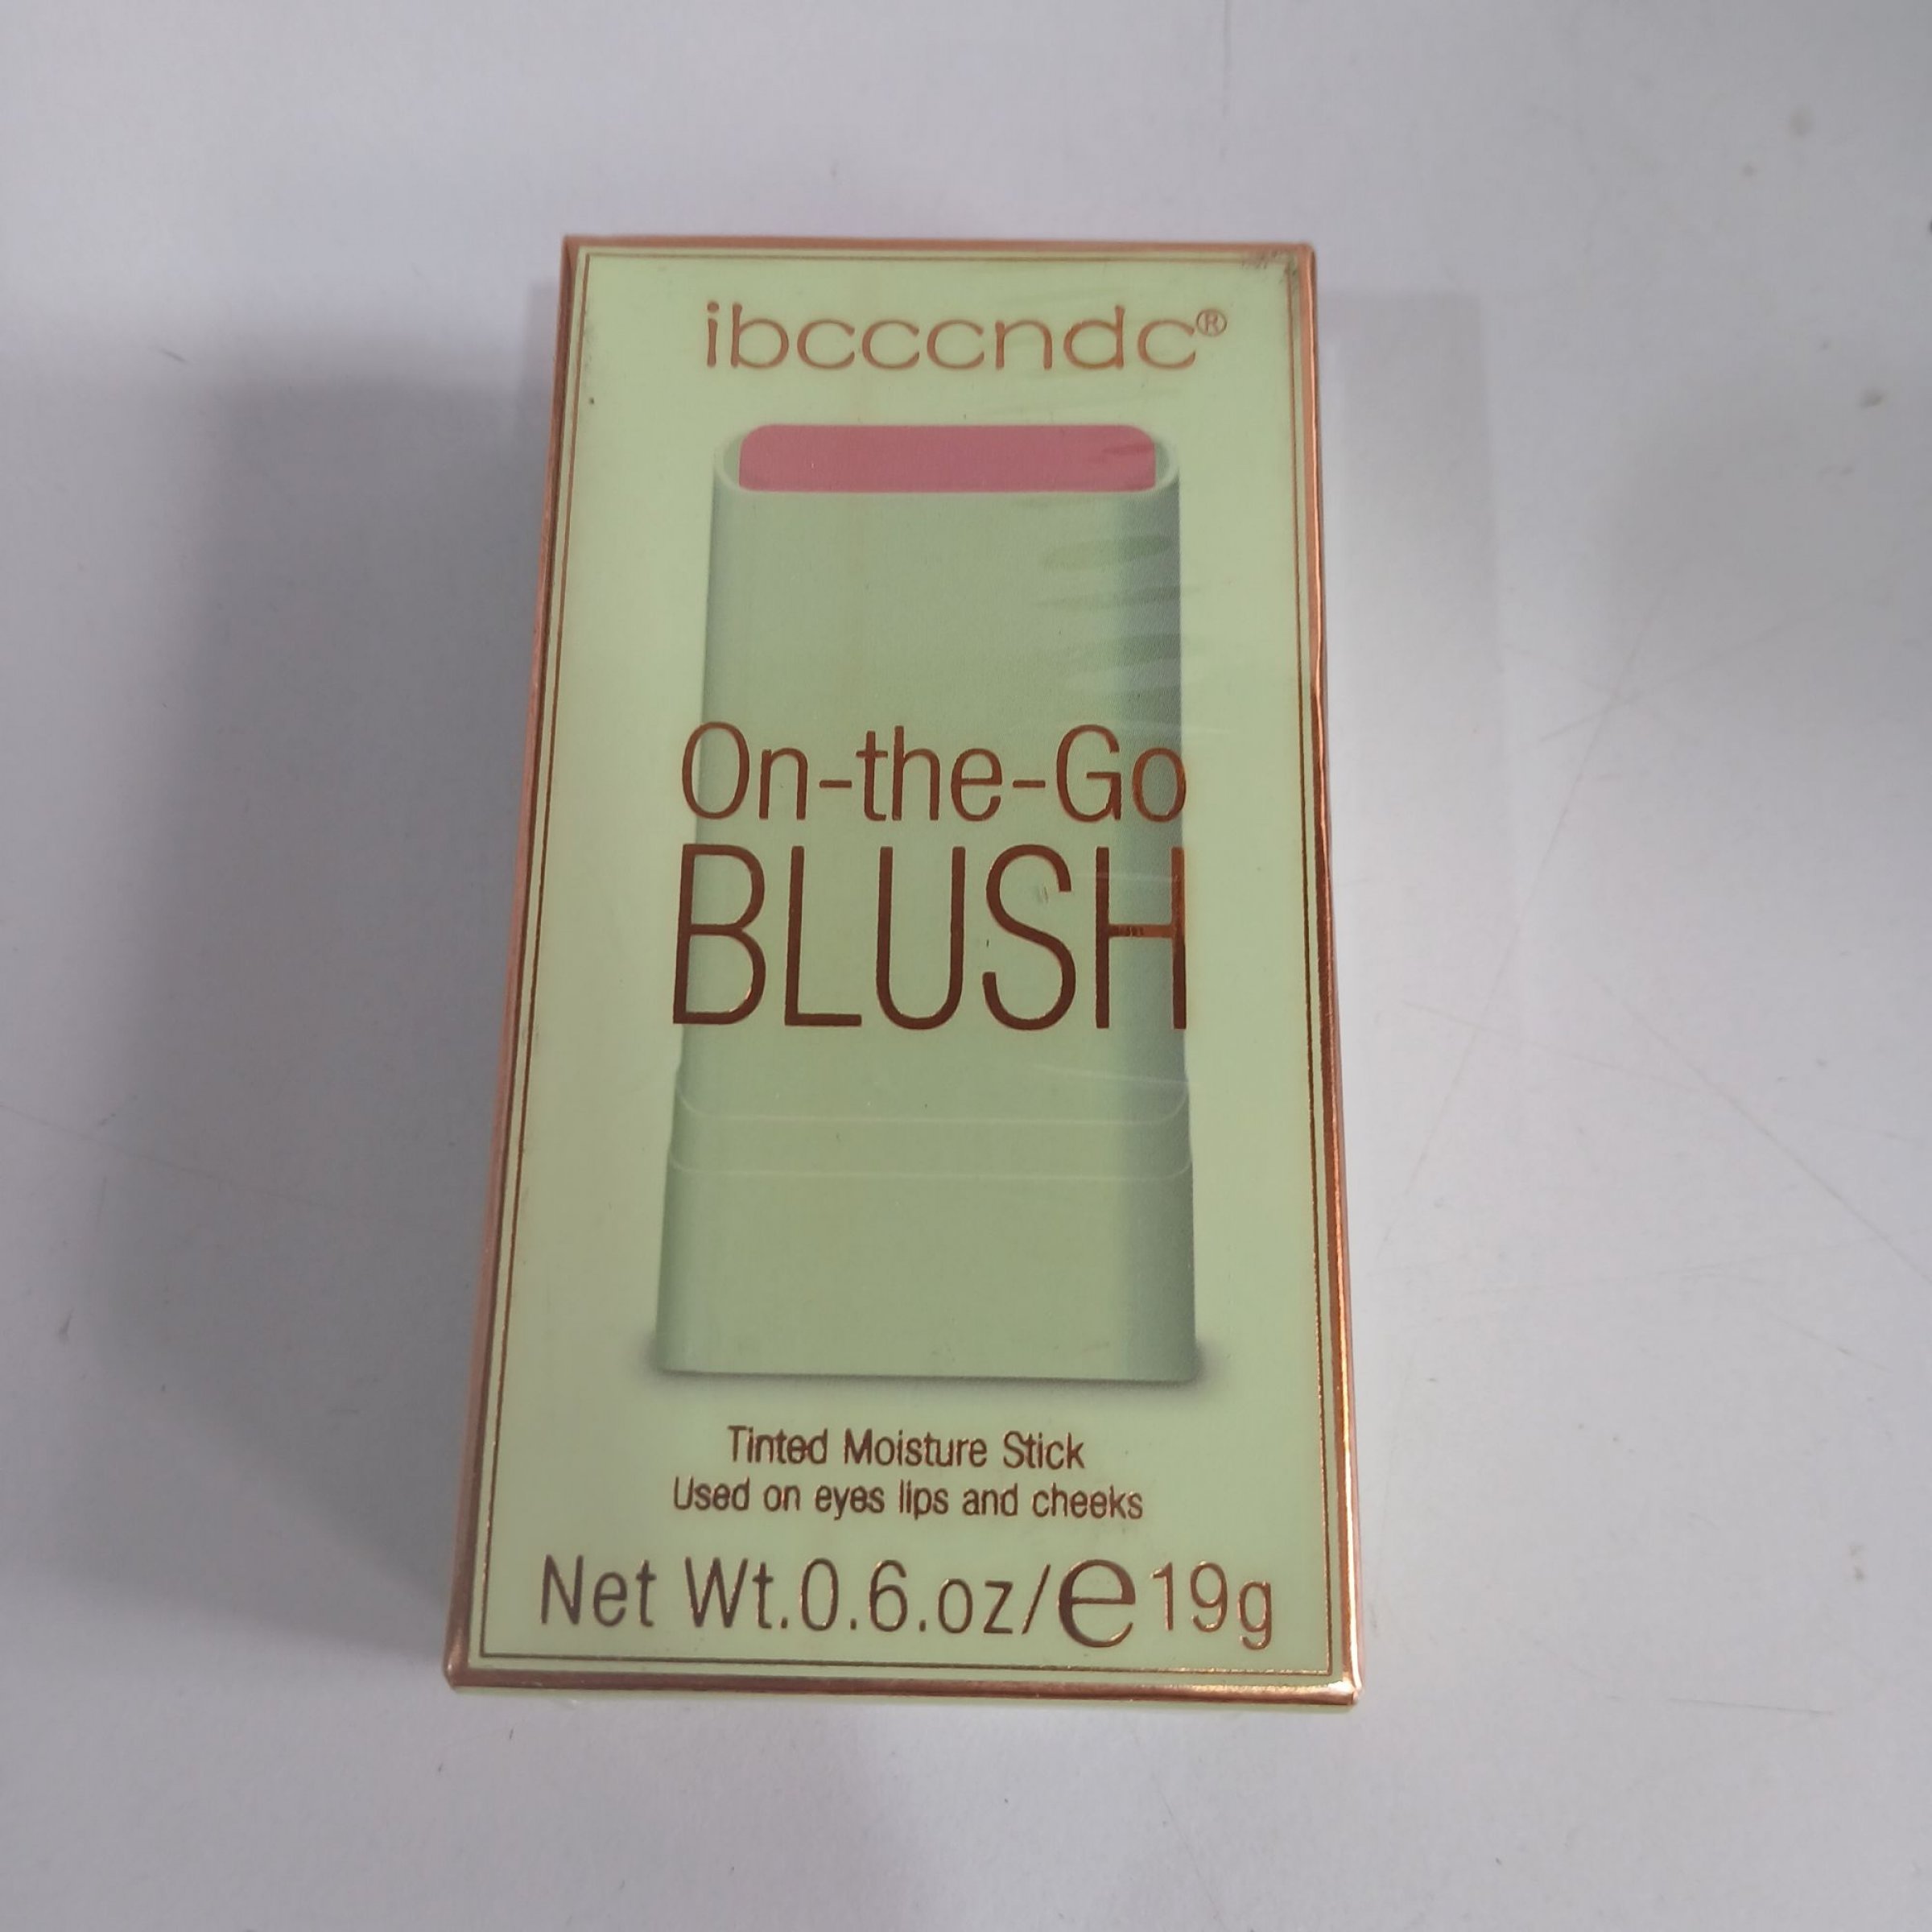 ibcccndc®
On-the-Go
BLUSH
Tinted Moisture Stick
Used on eyes lips and cheeks
Net Wt.0.6.oz/e19g